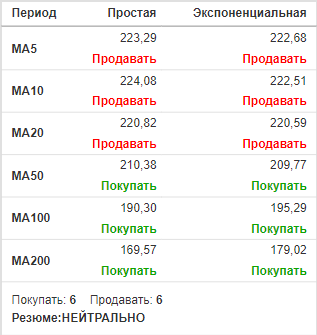 Период Простая Экспоненциальная
MA5 223,29 222,68
Продавать Продавать
MA10 224,08 222,51
Продавать Продавать
MA20 220,82 220,59
Продавать Продавать
MA50 210,38 209,77
Покупать Покупать
MA100 190,30 195,29
Покупать Покупать
MA200 169,57 179,02
Покупать Покупать
Покупать: 6 Продавать: 6
Резюме:НЕЙТРАЛЬНО